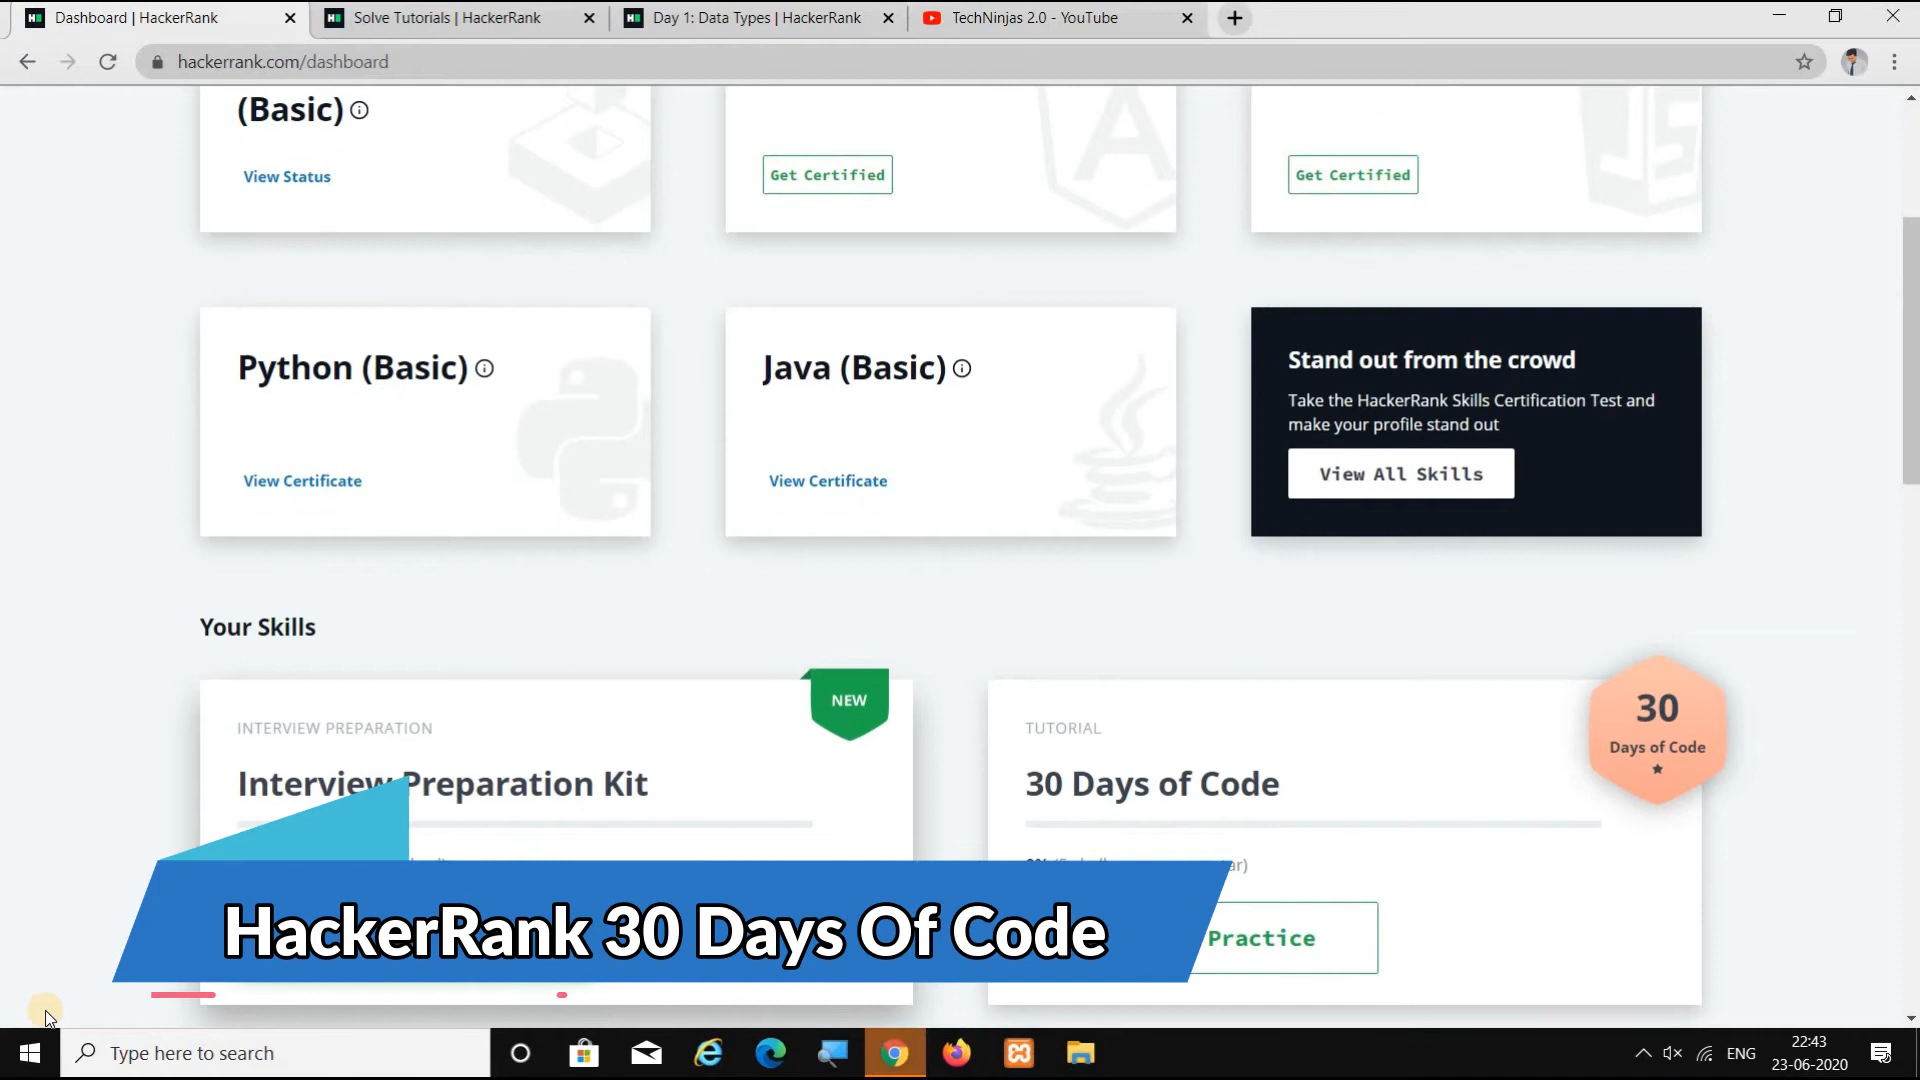 Dashboard | HackerRank
Solve Tutorials | HackerRank
Day 1: Data Types | HackerRank
TechNinjas 2.0 - YouTube
hackerrank.com/dashboard
(Basic)
View Status
Get Certified
Get Certified
Python (Basic)
View Certificate
Java (Basic)
View Certificate
Stand out from the crowd
Take the HackerRank Skills Certification Test and
make your profile stand out
View All Skills
Your Skills
NEW
INTERVIEW PREPARATION
Interview Preparation Kit
30
Days of Code
TUTORIAL
30 Days of Code
Practice
HackerRank 30 Days Of Code
Type here to search
ENG
22:43
23-06-2020